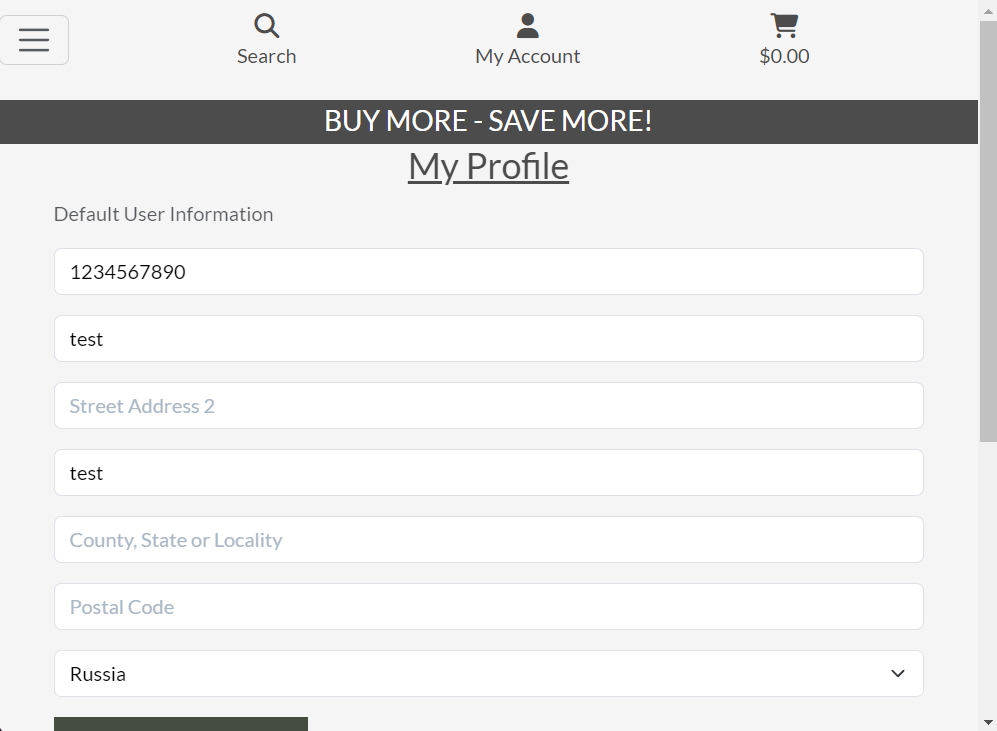 Search
My Account
$0.00
BUY MORE - SAVE MORE!
My Profile
Default User Information
1234567890
test
Street Address 2
test
County, State or Locality
Postal Code
Russia